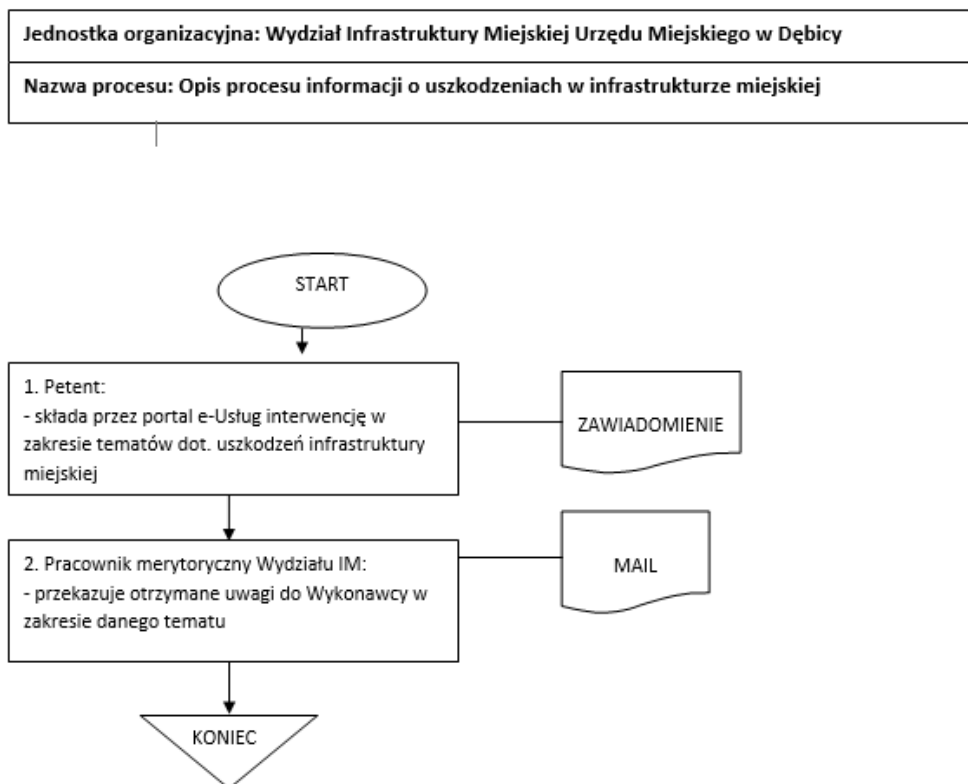 Jednostka organizacyjna: Wydział Infrastruktury Miejskiej Urzędu Miejskiego w Dębicy
Nazwa procesu: Opis procesu informacji o uszkodzeniach w infrastrukturze miejskiej
START
1. Petent:
- składa przez portal e-Usług interwencję w
zakresie tematów dot. uszkodzeń infrastruktury
miejskiej
ZAWIADOMIENIE
2. Pracownik merytoryczny Wydziału IM:
- przekazuje otrzymane uwagi do Wykonawcy w
zakresie danego tematu
MAIL
KONIEC